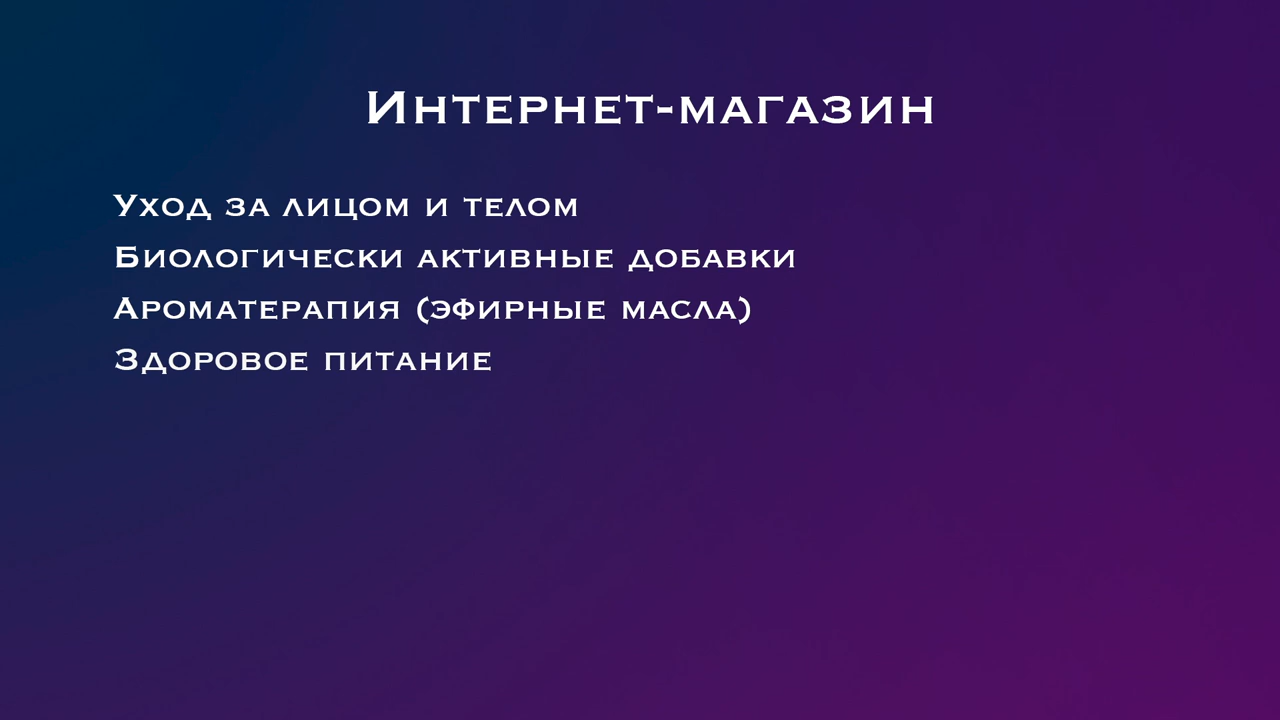 Интернет-магазин
Уход за лицом и телом
Биологически активные добавки
Ароматерапия (эфирные масла)
Здоровое питание